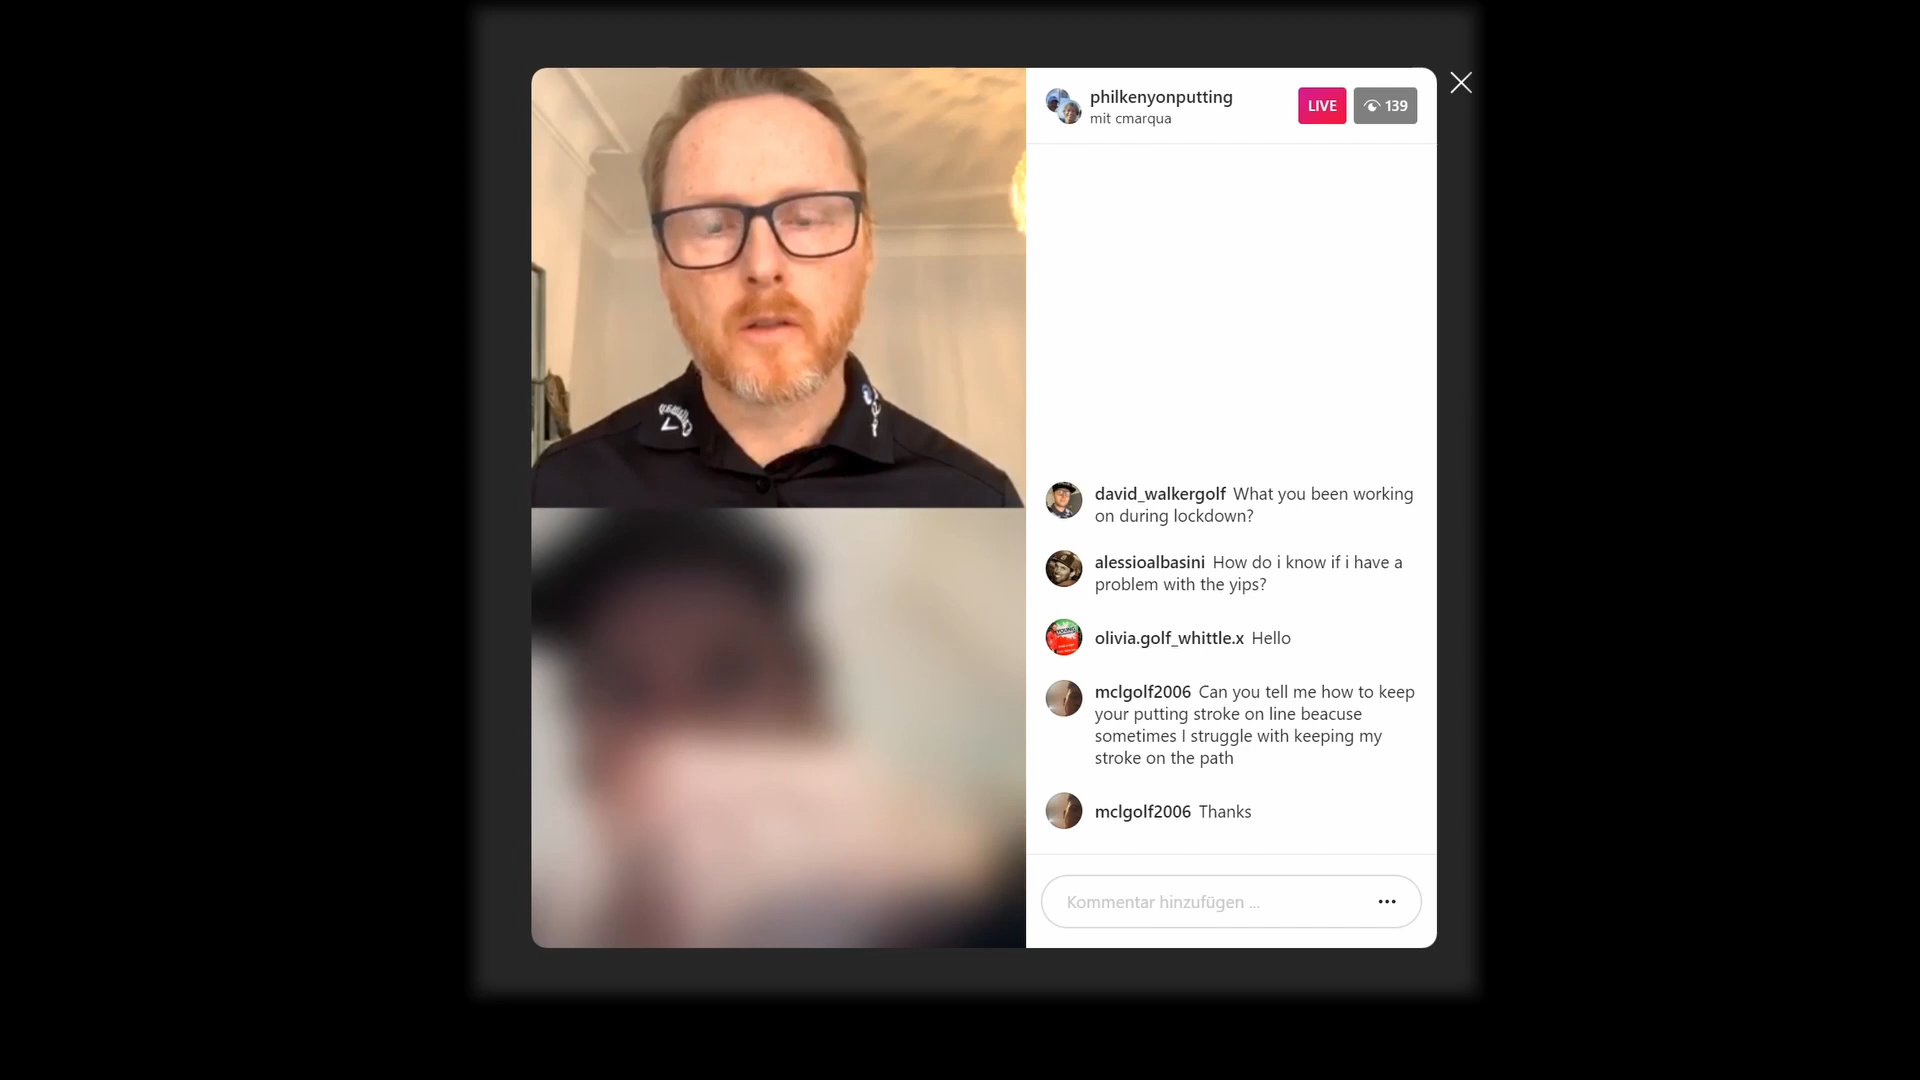 philkenyonputting
mit cmarqua
LIVE
139
david_walkergolf What you been working
on during lockdown?
alessioalbasini How do i know if i have a
problem with the yips?
olivia.golf_whittle.x Hello
mclgolf2006 Can you tell me how to keep
your putting stroke on line beacuse
sometimes I struggle with keeping my
stroke on the path
mclgolf2006 Thanks
Kommentar hinzufügen ...